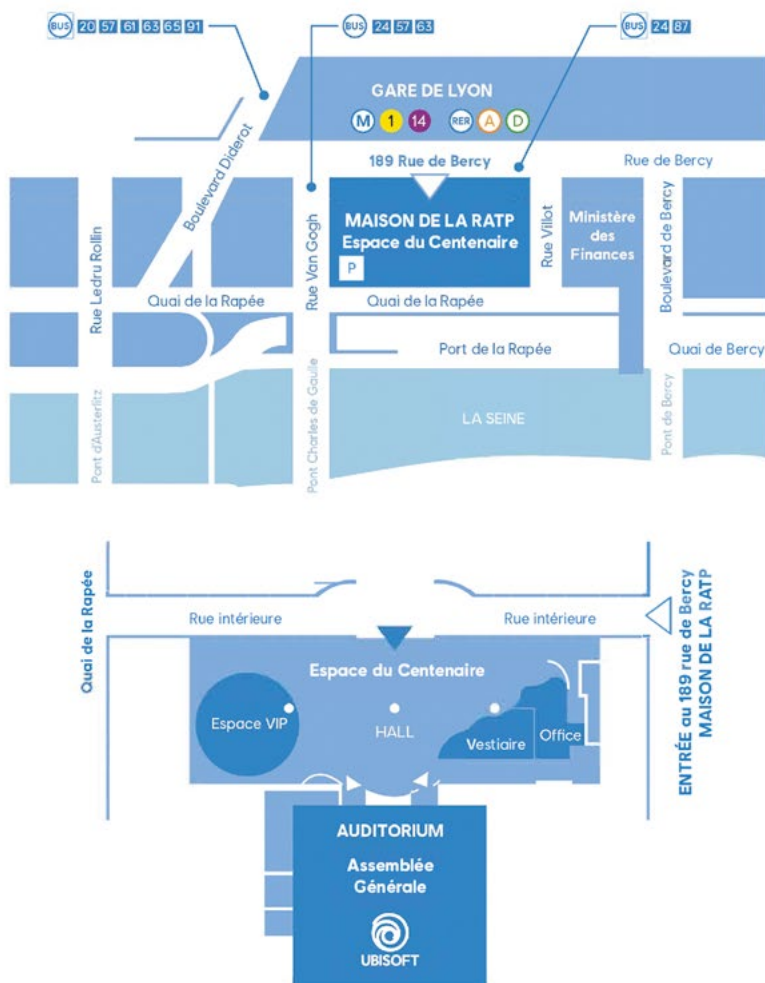 BUS 20 57 61 63 65 91
BUS 24 57 63
BUS 24 87
GARE DE LYON
M 1 14 RER A D
189 Rue de Bercy
Rue de Bercy
Boulevard Diderot
Rue Ledru Rollin
Rue Van Gogh
MAISON DE LA RATP
Espace du Centenaire
P
Rue Villot
Ministère
des
Finances
Boulevard de Bercy
Quai de la Rapée
Quai de la Rapée
Port de la Rapée
Quai de Bercy
Pont d'Austerlitz
Pont Charles de Gaulle
LA SEINE
Pont de Bercy
Quai de la Rapée
Rue intérieure
Rue intérieure
ENTRÉE au 189 rue de Bercy
MAISON DE LA RATP
Espace du Centenaire
Espace VIP
HALL
Vestiaire
Office
AUDITORIUM
Assemblée
Générale
UBISOFT